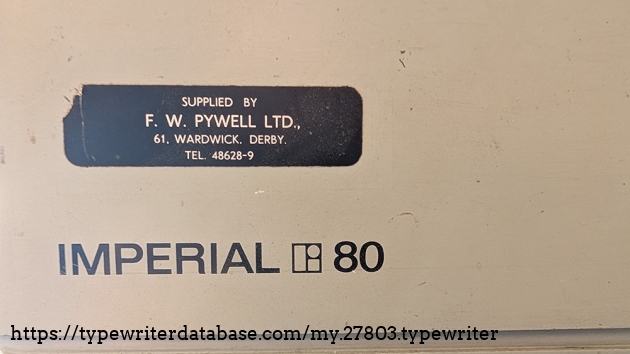 SUPPLIED BY
F. W. PYWELL LTD.,
61, WARDWICK. DERBY.
TEL. 48628-9
IMPERIAL 80
https://typewriterdatabase.com/my.27803.typewriter